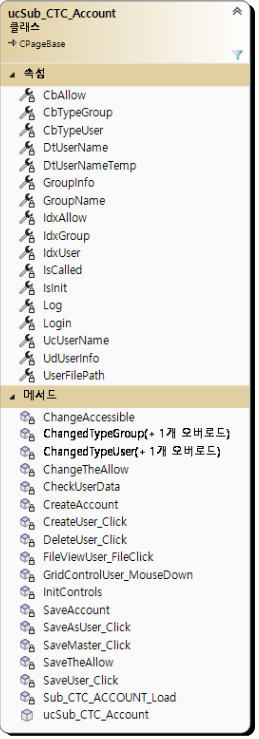 ucSub_CTC_Account
클래스
CPageBase
속성
CbAllow
CbTypeGroup
CbTypeUser
DtUserName
DtUserNameTemp
GroupInfo
GroupName
IdxAllow
IdxGroup
IdxUser
IsCalled
IsInit
Log
Login
UcUserName
UdUserInfo
UserFilePath
메서드
ChangeAccessible
ChangedTypeGroup(+ 1개 오버로드)
ChangedTypeUser(+ 1개 오버로드)
ChangeTheAllow
CheckUserData
CreateAccount
CreateUser_Click
DeleteUser_Click
FileViewUser_FileClick
GridControlUser_MouseDown
InitControls
SaveAccount
SaveAsUser_Click
SaveMaster_Click
SaveTheAllow
SaveUser_Click
Sub_CTC_ACCOUNT_Load
ucSub_CTC_Account